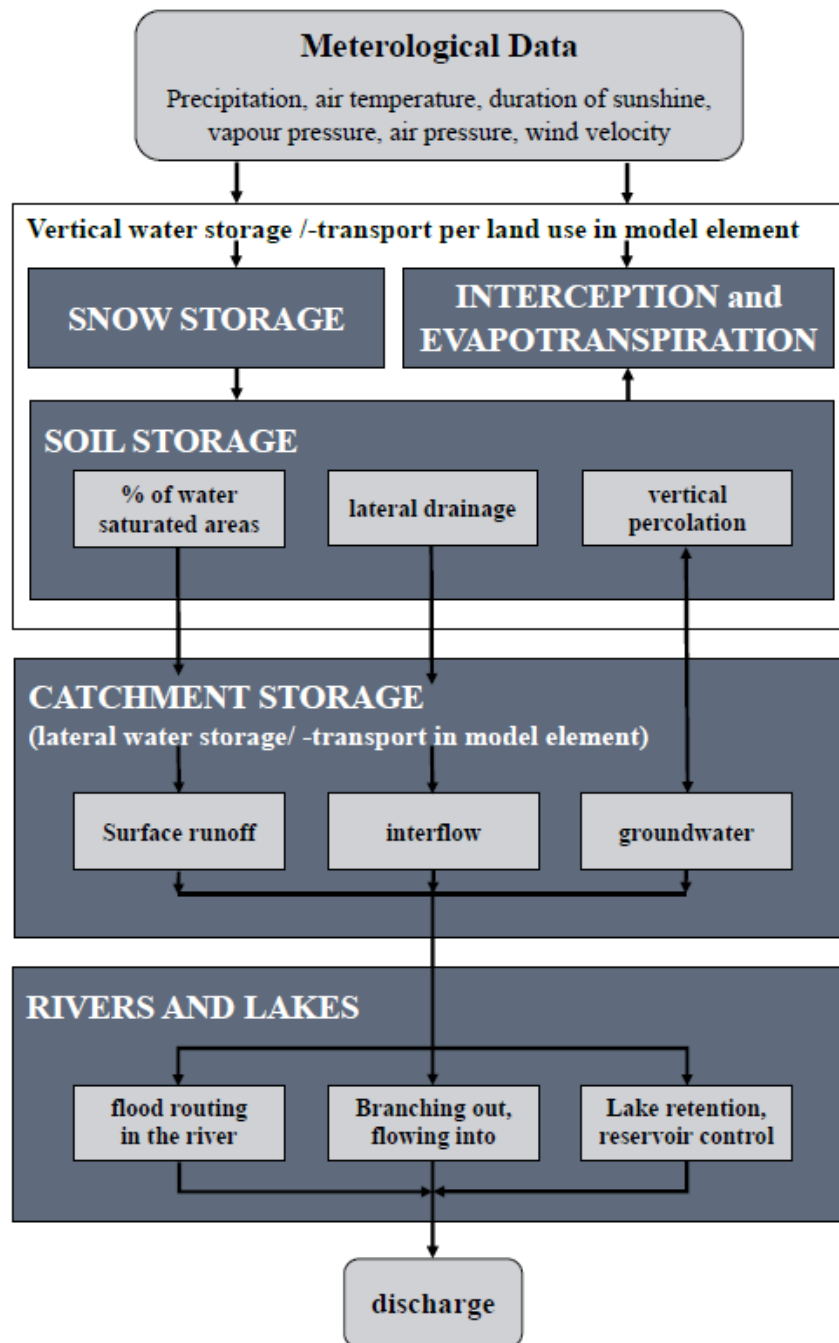 Meterological Data
Precipitation, air temperature, duration of sunshine,
vapour pressure, air pressure, wind velocity
Vertical water storage /-transport per land use in model element
SNOW STORAGE
INTERCEPTION and
EVAPOTRANSPIRATION
SOIL STORAGE
% of water
saturated areas
lateral drainage
vertical
percolation
CATCHMENT STORAGE
(lateral water storage/ -transport in model element)
Surface runoff
interflow
groundwater
RIVERS AND LAKES
flood routing
in the river
Branching out,
flowing into
Lake retention,
reservoir control
discharge